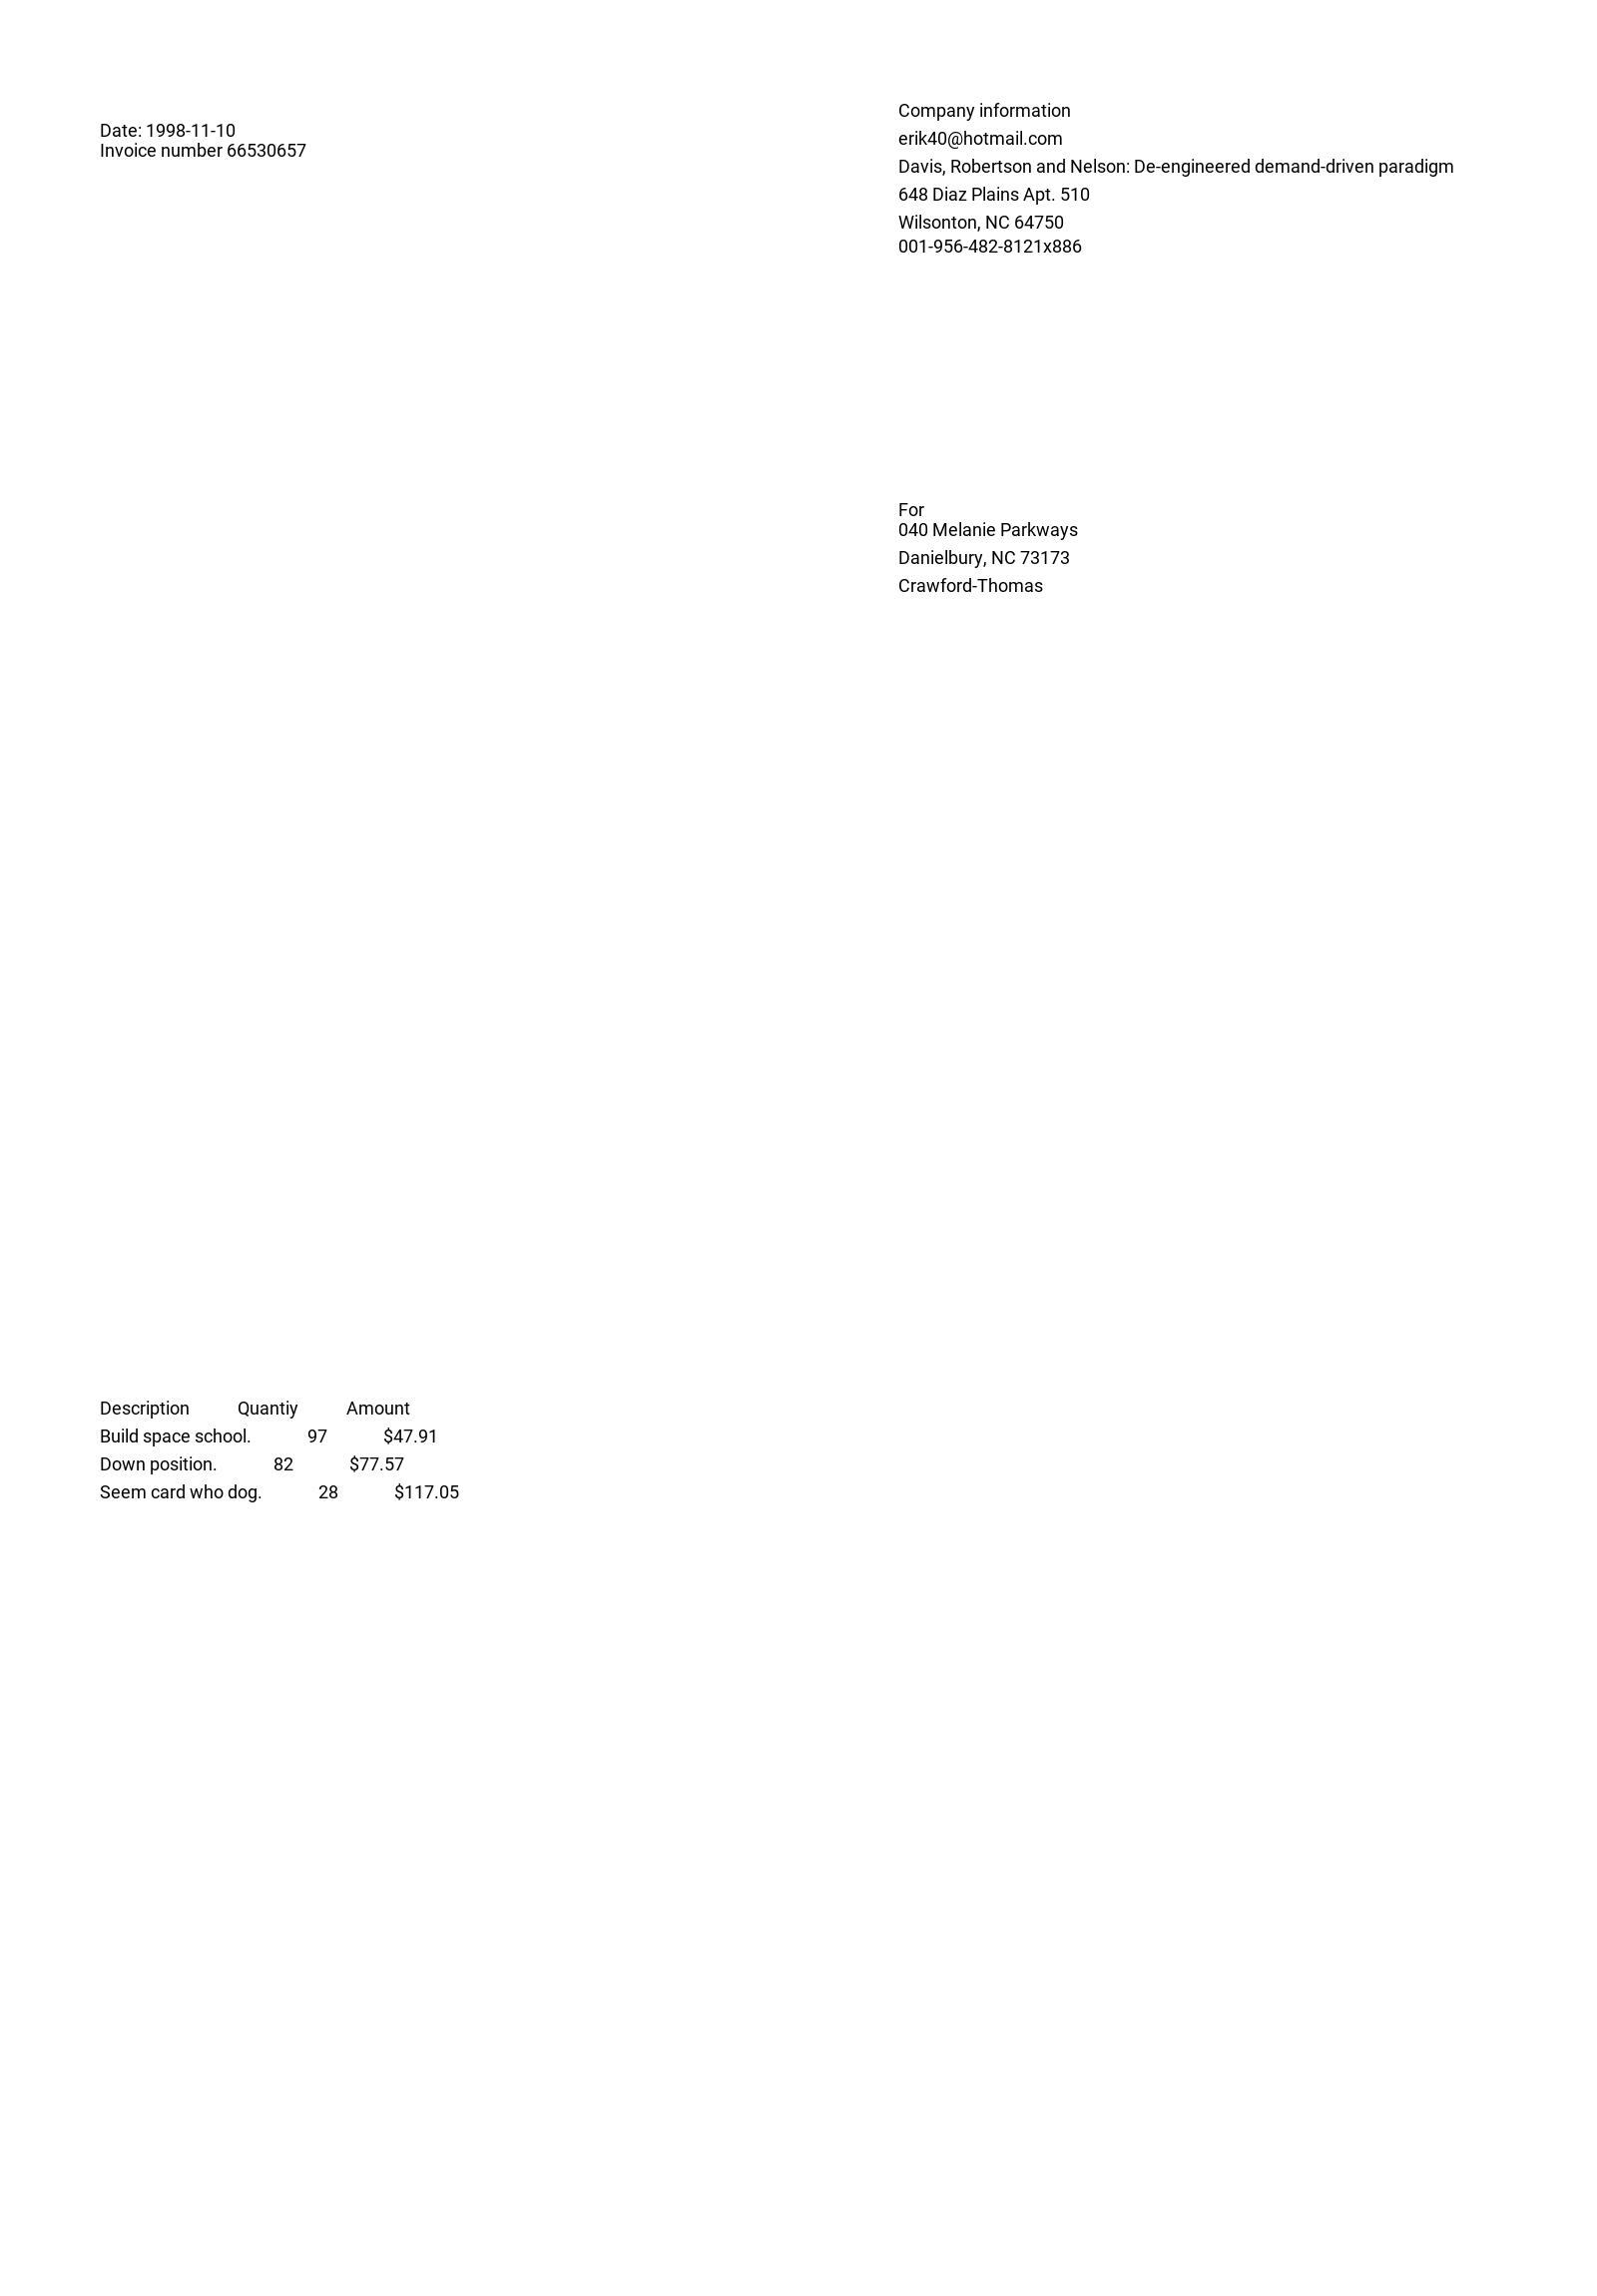 Date: 1998-11-10
Invoice number 66530657
Company information
erik40@hotmail.com
Davis, Robertson and Nelson: De-engineered demand-driven paradigm
648 Diaz Plains Apt. 510
Wilsonton, NC 64750
001-956-482-8121x886
For
040 Melanie Parkways
Danielbury, NC 73173
Crawford-Thomas
Description Quantiy Amount
Build space school. 97 $47.91
Down position. 82 $77.57
Seem card who dog. 28 $117.05